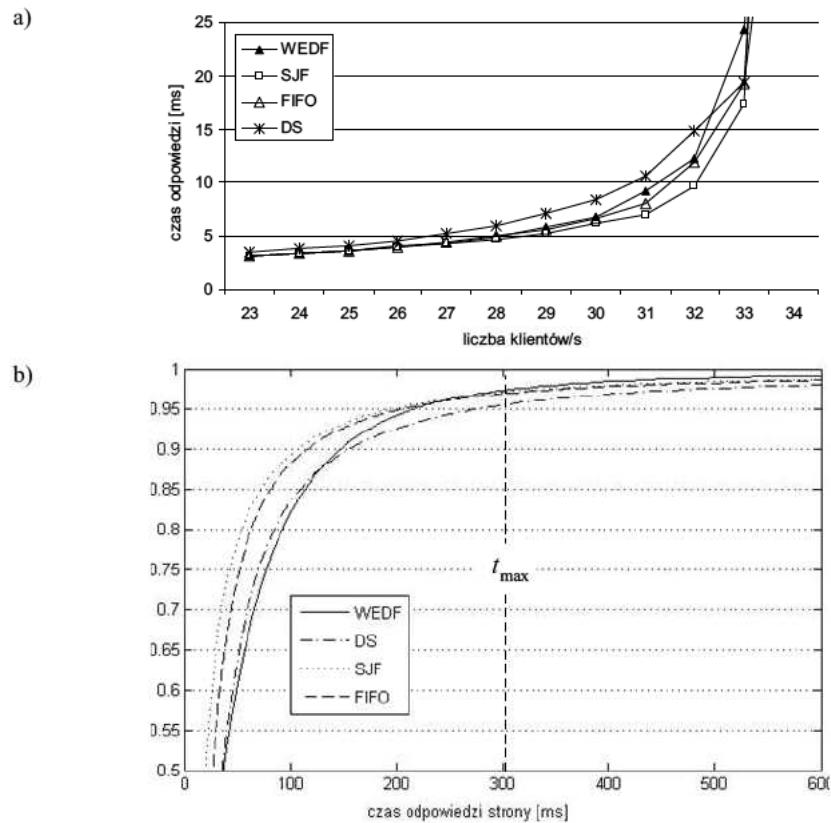 a)
25
20
15
10
5
0
czas odpowiedzi [ms]
WEDF
SJF
FIFO
DS
23 24 25 26 27 28 29 30 31 32 33 34
liczba klientów/s
b)
1
0.95
0.9
0.85
0.8
0.75
0.7
0.65
0.6
0.55
0.5
t max
WEDF
DS
SJF
FIFO
0 100 200 300 400 500 600
czas odpowiedzi strony [ms]